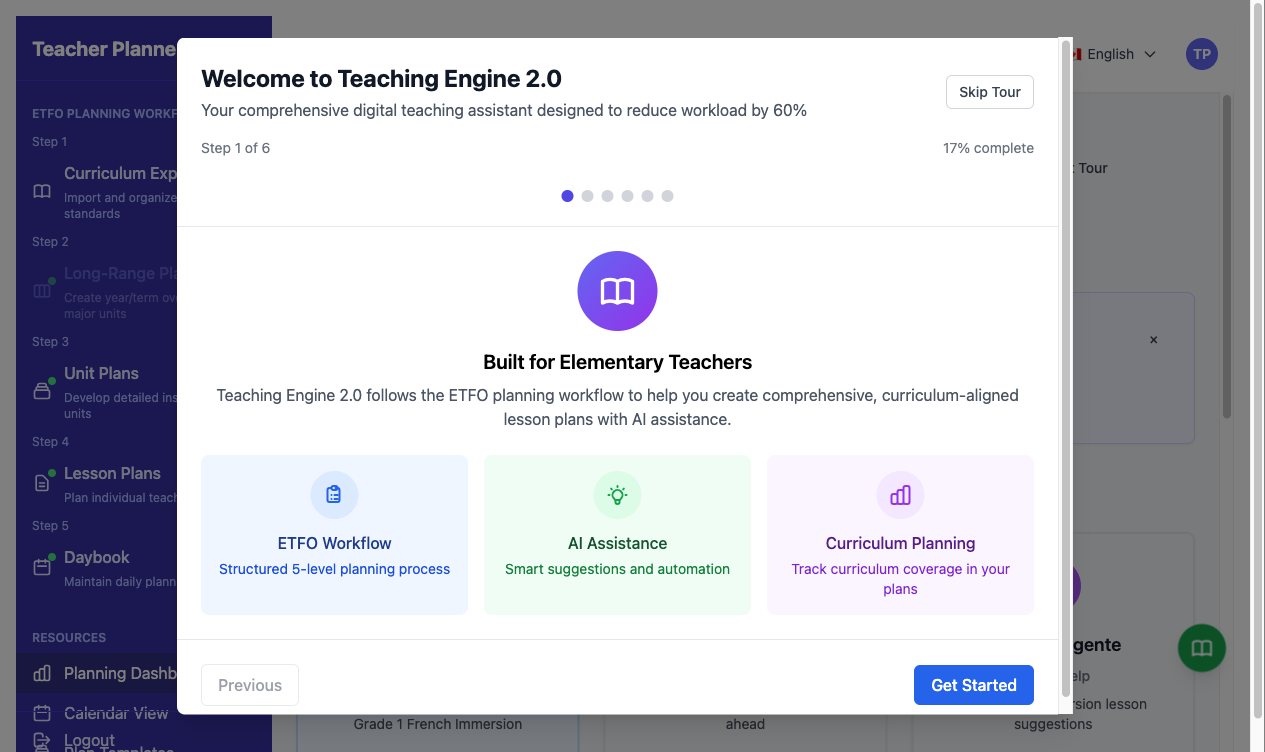 Teacher Planne
ETFO PLANNING WORKF
Step 1
Curriculum Exp
Import and organize
standards
Step 2
Long-Range Pla
Create year/term ove
major units
Step 3
Unit Plans
Develop detailed ins
units
Step 4
Lesson Plans
Plan individual teach
Step 5
Daybook
Maintain daily plann
RESOURCES
Planning Dashb
Calendar View
Logout
Plan Templates
Welcome to Teaching Engine 2.0
Your comprehensive digital teaching assistant designed to reduce workload by 60%
Skip Tour
Step 1 of 6
17% complete
Built for Elementary Teachers
Teaching Engine 2.0 follows the ETFO planning workflow to help you create comprehensive, curriculum-aligned
lesson plans with AI assistance.
ETFO Workflow
Structured 5-level planning process
AI Assistance
Smart suggestions and automation
Curriculum Planning
Track curriculum coverage in your
plans
Previous
Get Started
English
TP
t Tour
×
gente
elp
rsion lesson
suggestions
Grade 1 French Immersion
ahead